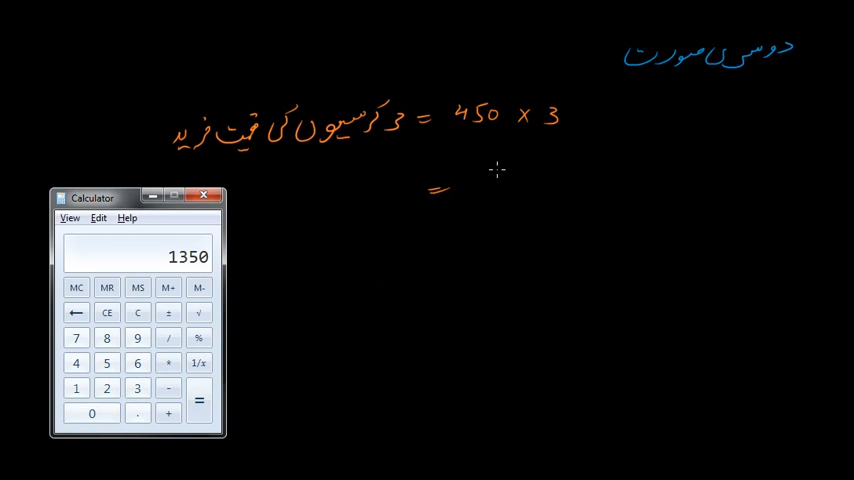 دوسری صورت
3 کرسیوں کی قیمت خرید = 450 × 3
=
Calculator
View Edit Help
1350
MC MR MS M+ M-
← CE C ± √
7 8 9 / %
4 5 6 * 1/x
1 2 3 - =
0 . +